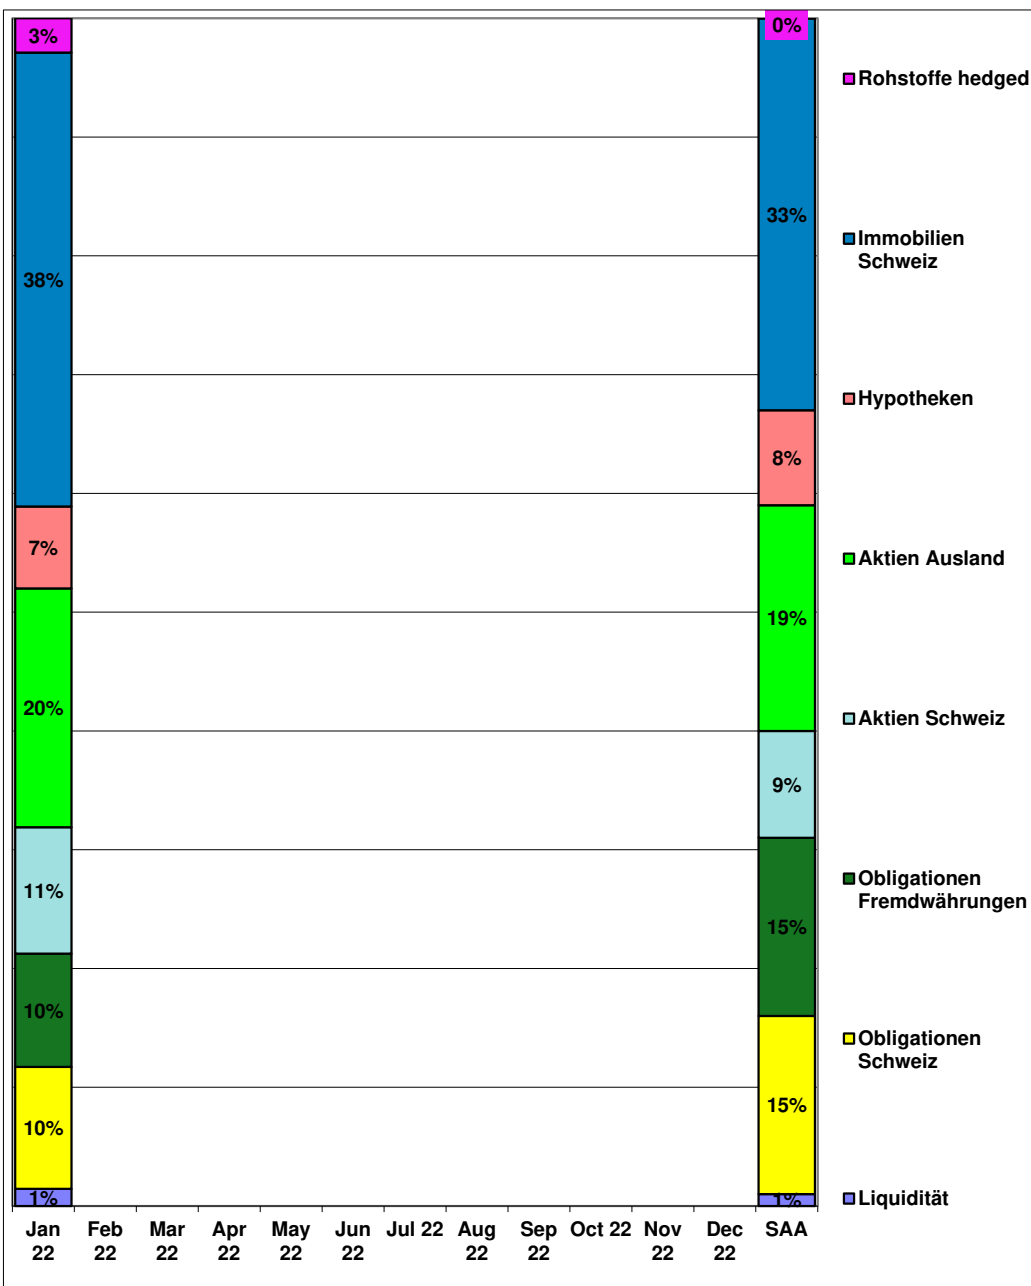 3%
38%
7%
20%
11%
10%
10%
1%
0%
33%
8%
19%
9%
15%
15%
1%
Rohstoffe hedged
Immobilien
Schweiz
Hypotheken
Aktien Ausland
Aktien Schweiz
Obligationen
Fremdwährungen
Obligationen
Schweiz
Liquidität
Jan
22
Feb
22
Mar
22
Apr
22
May
22
Jun
22
Jul 22
Aug
22
Sep
22
Oct 22
Nov
22
Dec
22
SAA